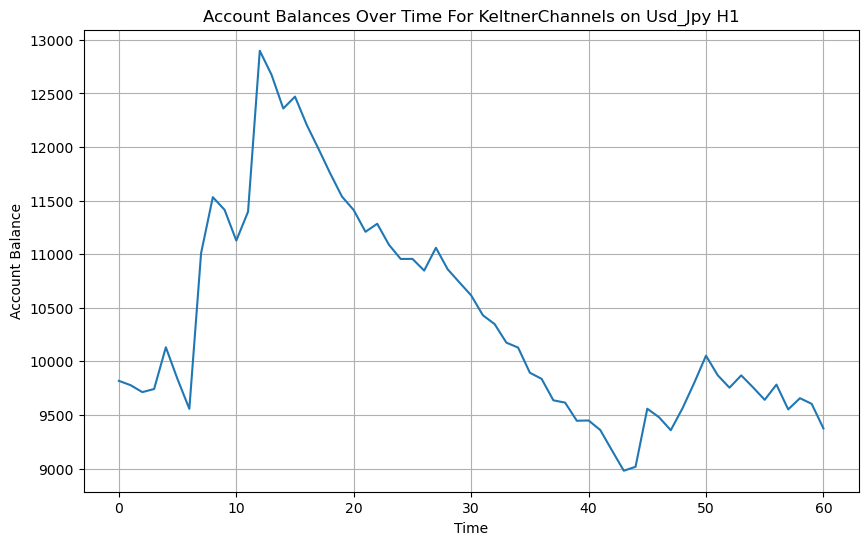 Account Balances Over Time For KeltnerChannels on Usd_Jpy H1
13000
12500
12000
11500
11000
10500
10000
9500
9000
Account Balance
0 10 20 30 40 50 60
Time